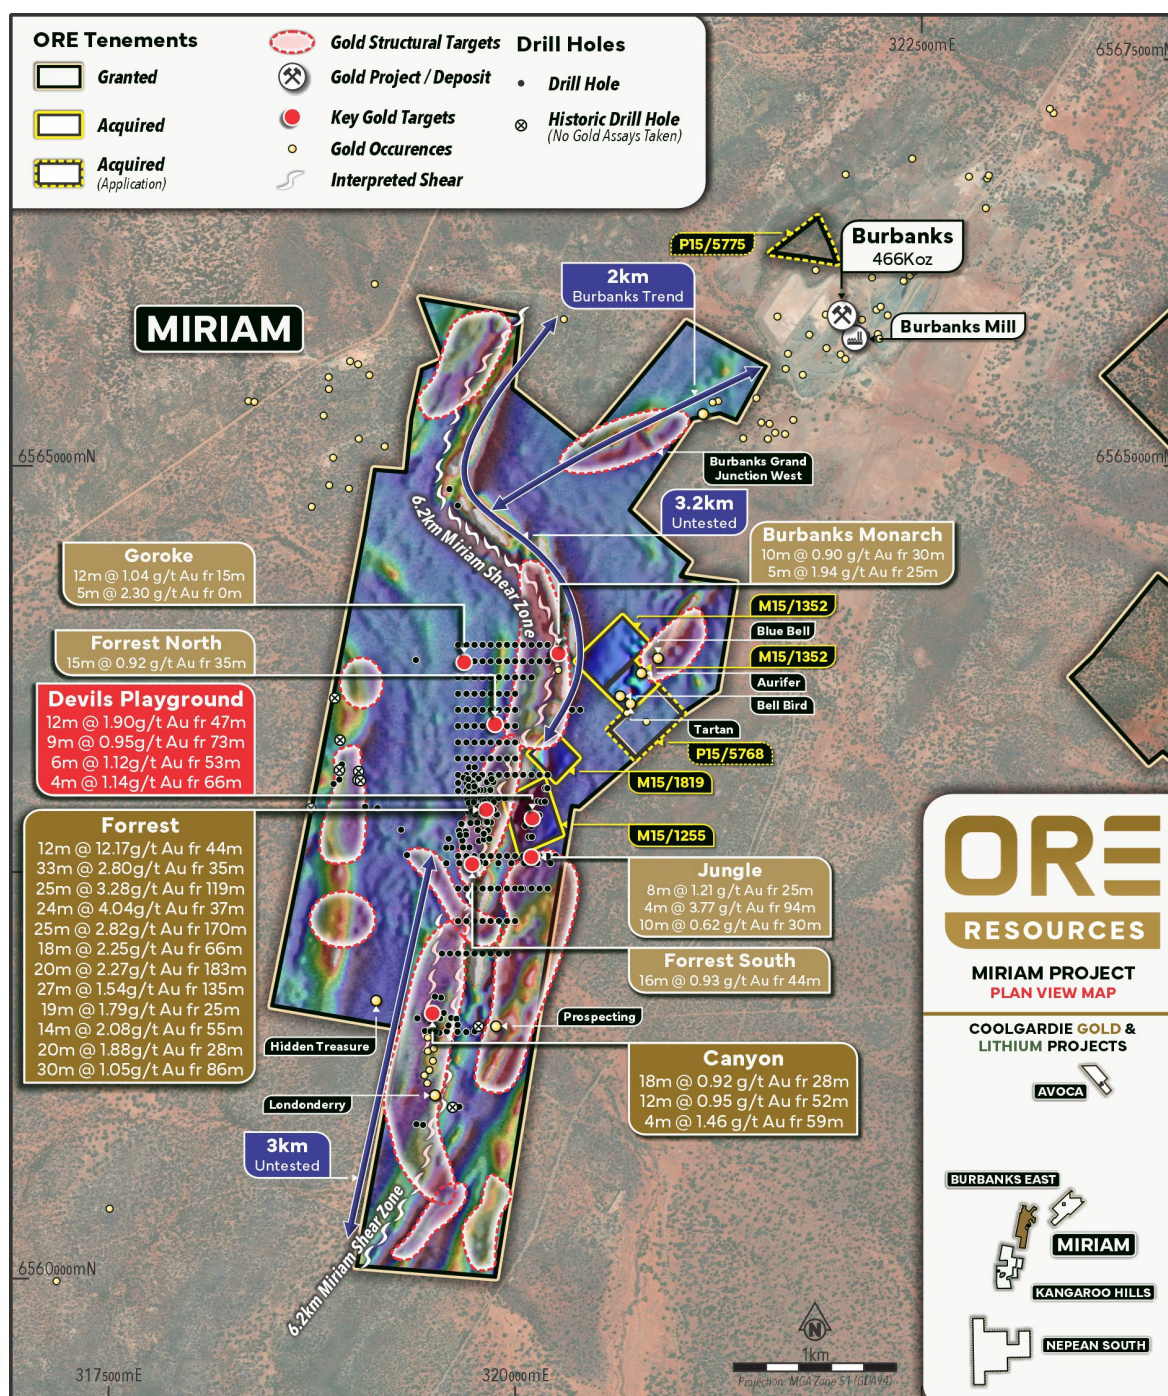 ORE Tenements
Granted
Acquired
Acquired
(Application)
Gold Structural Targets
Gold Project / Deposit
Key Gold Targets
Gold Occurences
Interpreted Shear
Drill Holes
Drill Hole
Historic Drill Hole
(No Gold Assays Taken)
322500mE
6567500mN
P15/5775
Burbanks
466Koz
Burbanks Mill
2km
Burbanks Trend
MIRIAM
6565000mN
6565000mN
Burbanks Grand
Junction West
3.2km
Untested
6.2km Miriam Shear Zone
Burbanks Monarch
10m @ 0.90 g/t Au fr 30m
5m @ 1.94 g/t Au fr 25m
Goroke
12m @ 1.04 g/t Au fr 15m
5m @ 2.30 g/t Au fr 0m
M15/1352
Blue Bell
M15/1352
Aurifer
Bell Bird
Tartan
P15/5768
M15/1819
M15/1255
Forrest North
15m @ 0.92 g/t Au fr 35m
Devils Playground
12m @ 1.90g/t Au fr 47m
9m @ 0.95g/t Au fr 73m
6m @ 1.12g/t Au fr 53m
4m @ 1.14g/t Au fr 66m
Forrest
12m @ 12.17g/t Au fr 44m
33m @ 2.80g/t Au fr 35m
25m @ 3.28g/t Au fr 119m
24m @ 4.04g/t Au fr 37m
25m @ 2.82g/t Au fr 170m
18m @ 2.25g/t Au fr 66m
20m @ 2.27g/t Au fr 183m
27m @ 1.54g/t Au fr 135m
19m @ 1.79g/t Au fr 25m
14m @ 2.08g/t Au fr 55m
20m @ 1.88g/t Au fr 28m
30m @ 1.05g/t Au fr 86m
Jungle
8m @ 1.21 g/t Au fr 25m
4m @ 3.77 g/t Au fr 94m
10m @ 0.62 g/t Au fr 30m
Forrest South
16m @ 0.93 g/t Au fr 44m
Prospecting
Hidden Treasure
Canyon
18m @ 0.92 g/t Au fr 28m
12m @ 0.95 g/t Au fr 52m
4m @ 1.46 g/t Au fr 59m
Londonderry
3km
Untested
6.2km Miriam Shear Zone
6560000mN
317500mE
320000mE
N
1km
Projection: MGA Zone 51 (GDA94)
ORE
RESOURCES
MIRIAM PROJECT
PLAN VIEW MAP
COOLGARDIE GOLD &
LITHIUM PROJECTS
AVOCA
BURBANKS EAST
MIRIAM
KANGAROO HILLS
NEPEAN SOUTH